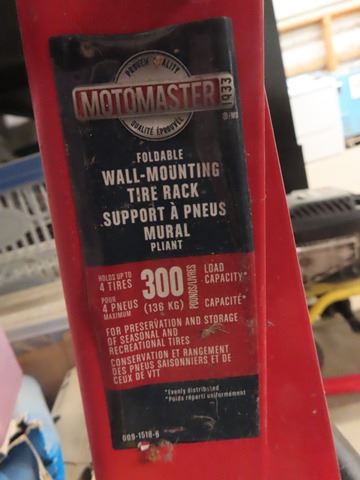 PROVEN QUALITY
MOTOMASTER
1933
QUALITÉ ÉPROUVÉE
FOLDABLE
WALL-MOUNTING
TIRE RACK
SUPPORT À PNEUS
MURAL
PLIANT
HOLDS UP TO
4 TIRES
POUR
4 PNEUS
MAXIMUM
300
(136 KG)
POUNDS/LIVRES
LOAD
CAPACITY*
CAPACITÉ*
FOR PRESERVATION AND STORAGE
OF SEASONAL AND
RECREATIONAL TIRES
CONSERVATION ET RANGEMENT
DES PNEUS SAISONNIERS ET DE
CEUX DE VTT
*Evenly distributed
*Poids réparti uniformément
009-1518-6